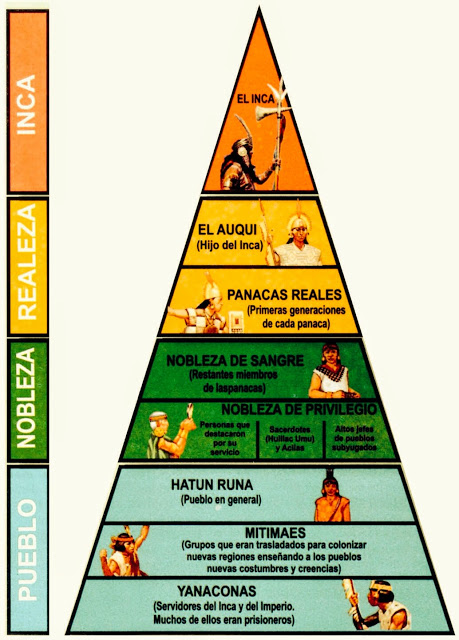 INCA
EL INCA
REALEZA
EL AUQUI
(Hijo del Inca)
PANACAS REALES
(Primeras generaciones
de cada panaca)
NOBLEZA
NOBLEZA DE SANGRE
(Restantes miembros
de laspanacas)
NOBLEZA DE PRIVILEGIO
Personas que
destacaron
por su
servicio
Sacerdotes
(Huillac Umu)
y Acllas
Altos jefes
de pueblos
subyugados
PUEBLO
HATUN RUNA
(Pueblo en general)
MITIMAES
(Grupos que eran trasladados para colonizar
nuevas regiones enseñando a los pueblos
nuevas costumbres y creencias)
YANACONAS
(Servidores del Inca y del Imperio.
Muchos de ellos eran prisioneros)